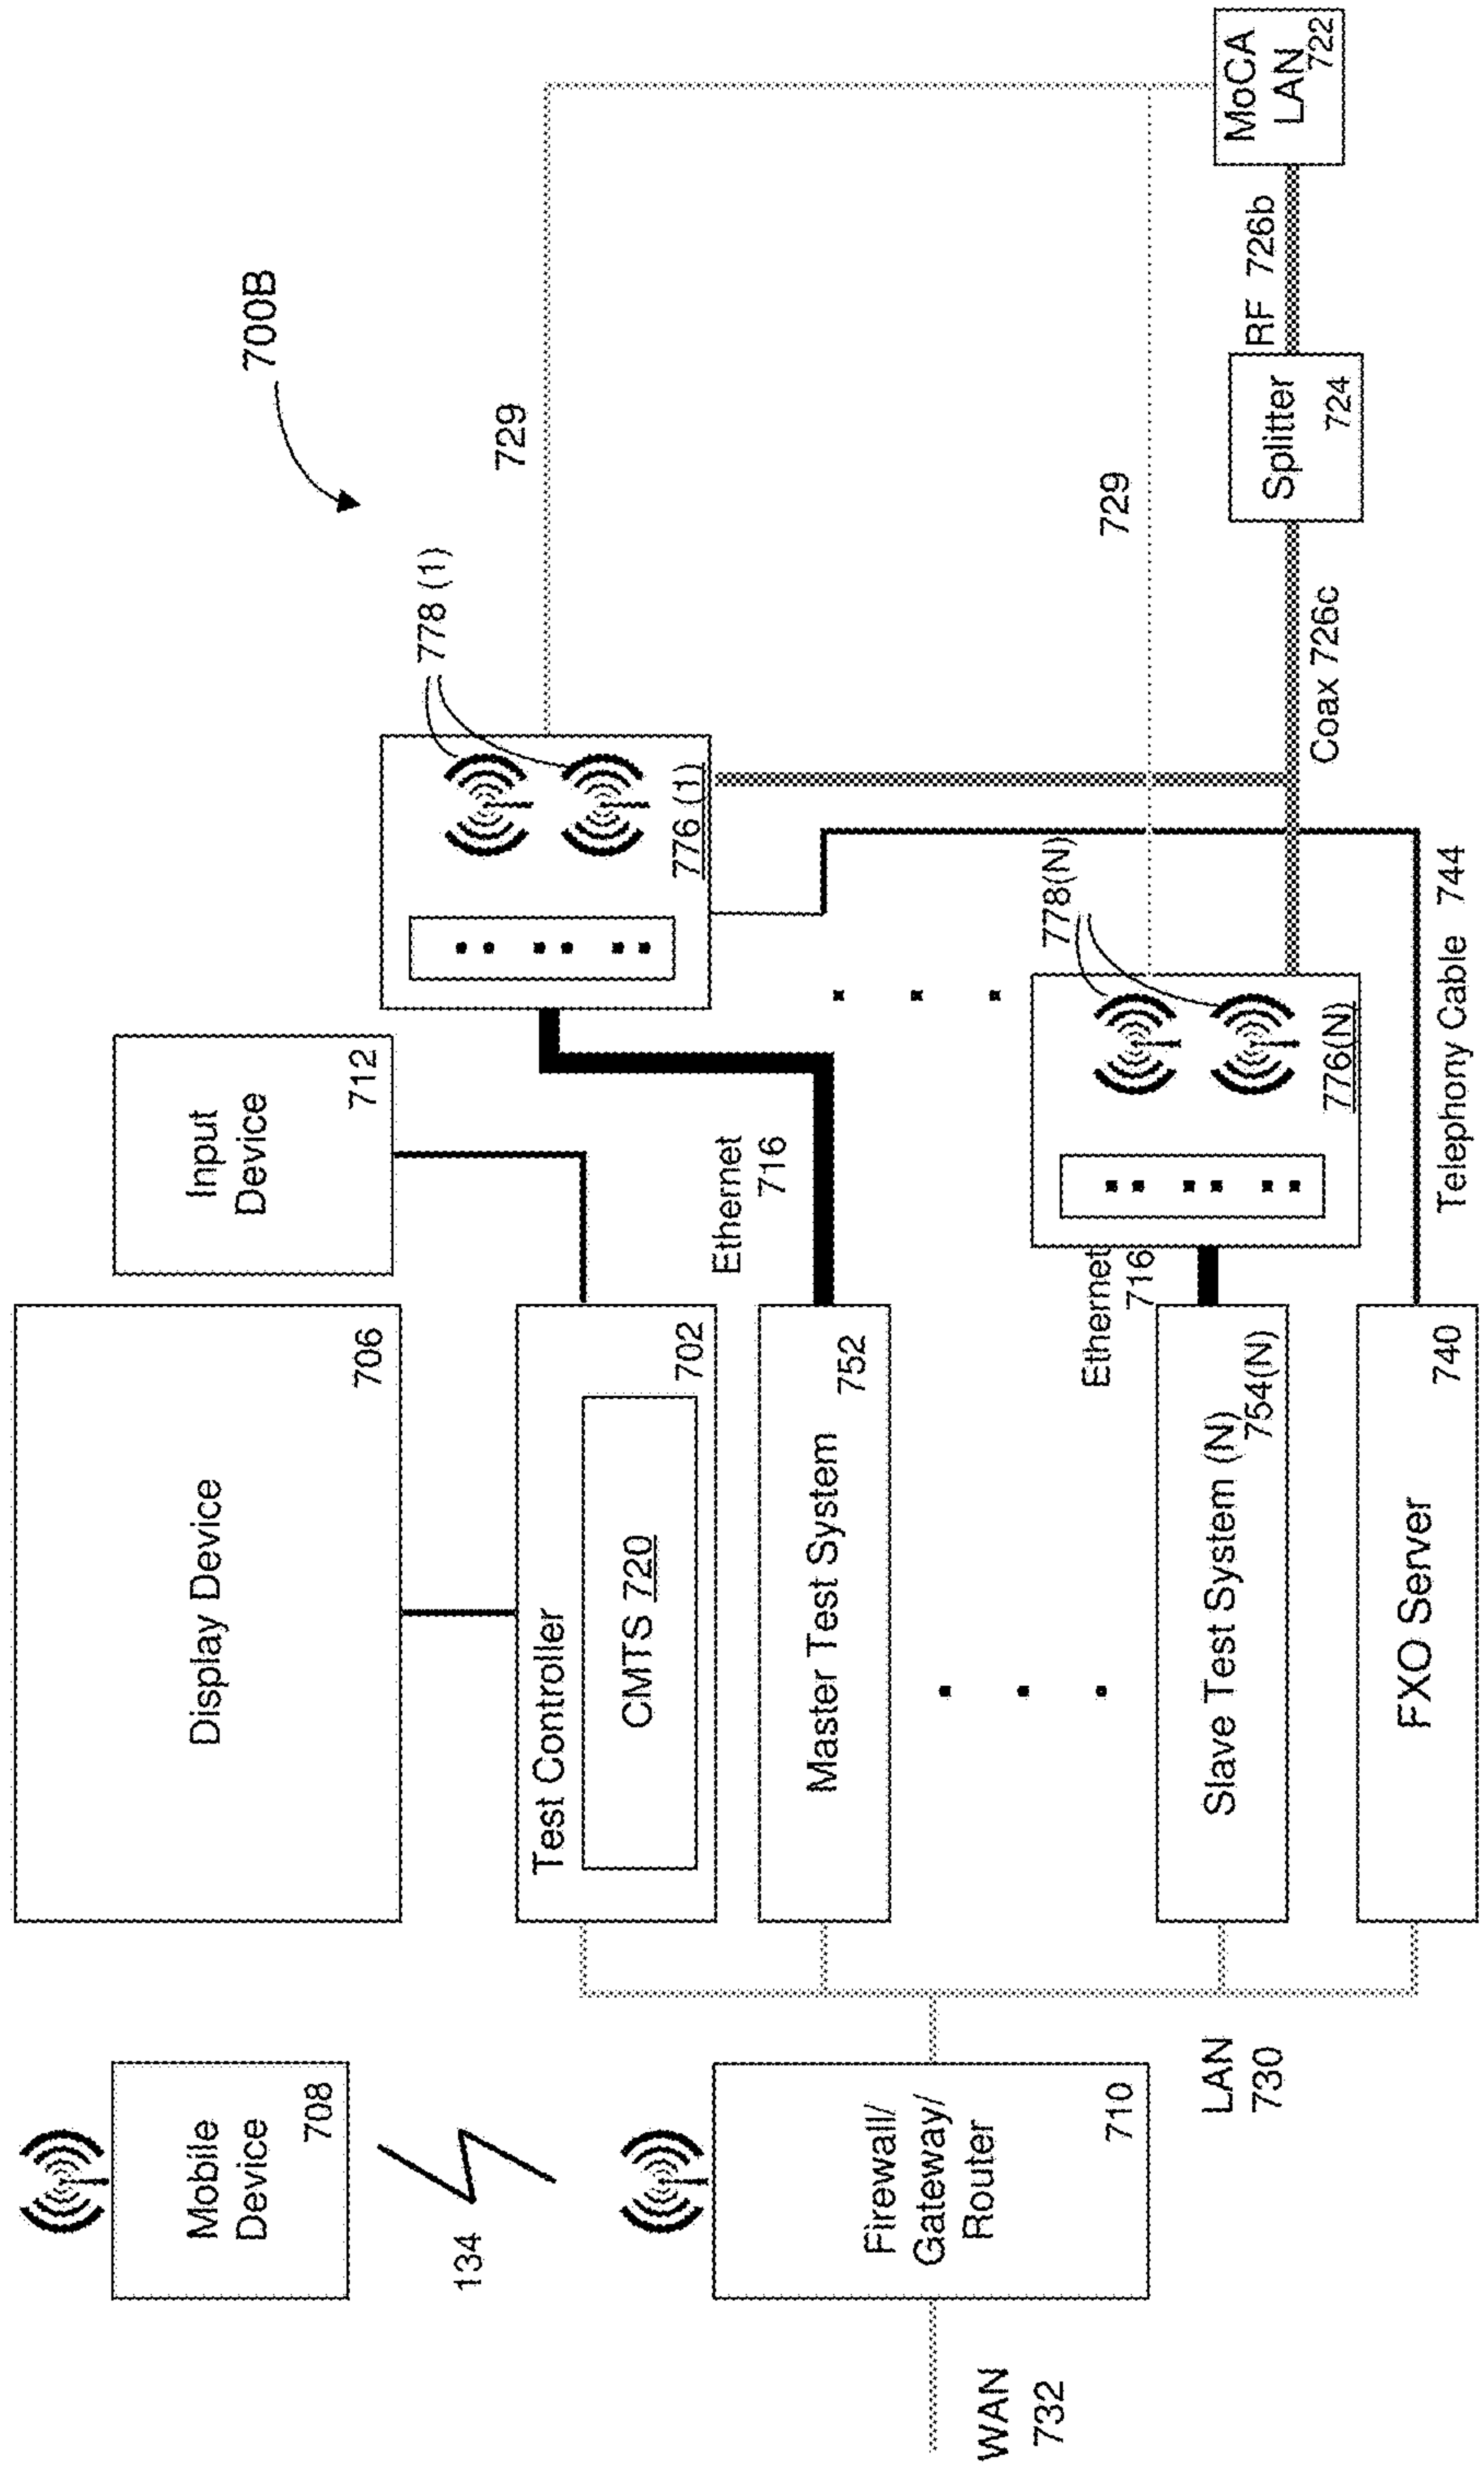 700B
Mobile
Device
708
134
Firewall/
Gateway/
Router
710
WAN
732
LAN
730
Display Device
706
Input
Device
712
Test Controller
702
CMTS 720
Master Test System
752
Slave Test System (N)
754(N)
FXO Server
740
Ethernet
716
Ethernet
716
778 (1)
776 (1)
778(N)
776(N)
729
729
Coax 726c
Splitter
724
RF 726b
MoCA
LAN
722
Telephony Cable 744